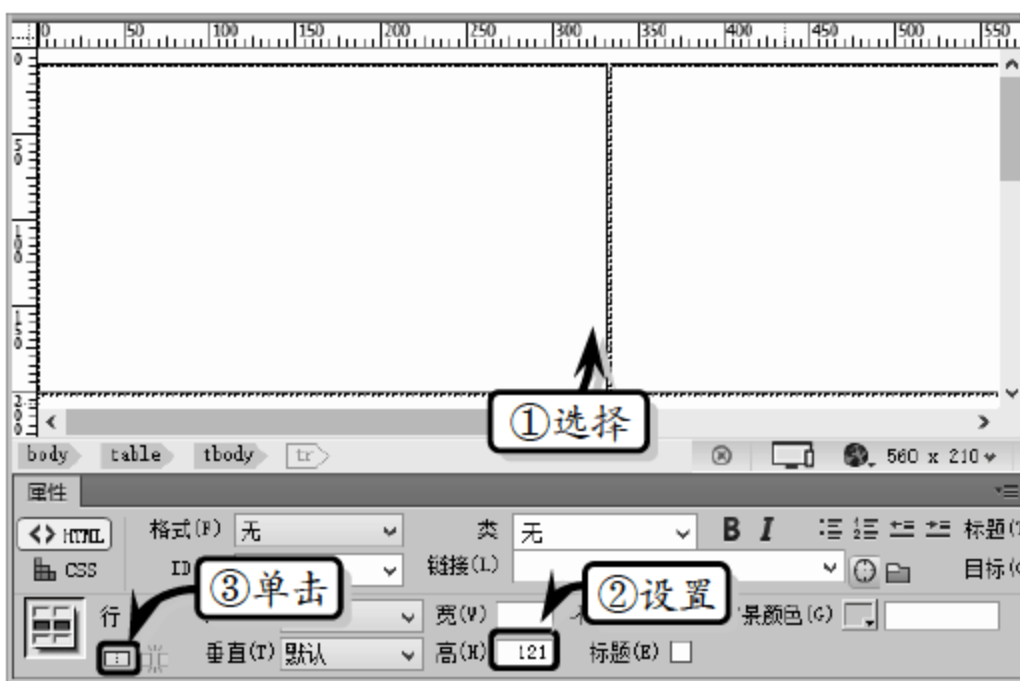 0 50 100 150 200 250 300 350 400 450 500 550
0
50
100
150
200
①选择
body table tbody tr 560 x 210
属性
<> HTML 格式(F) 无 类 无 B I 标题(
CSS ID 链接(L) 目标(
③单击
②设置
行 宽(W) 景颜色(G)
垂直(T) 默认 高(H) 121 标题(E)